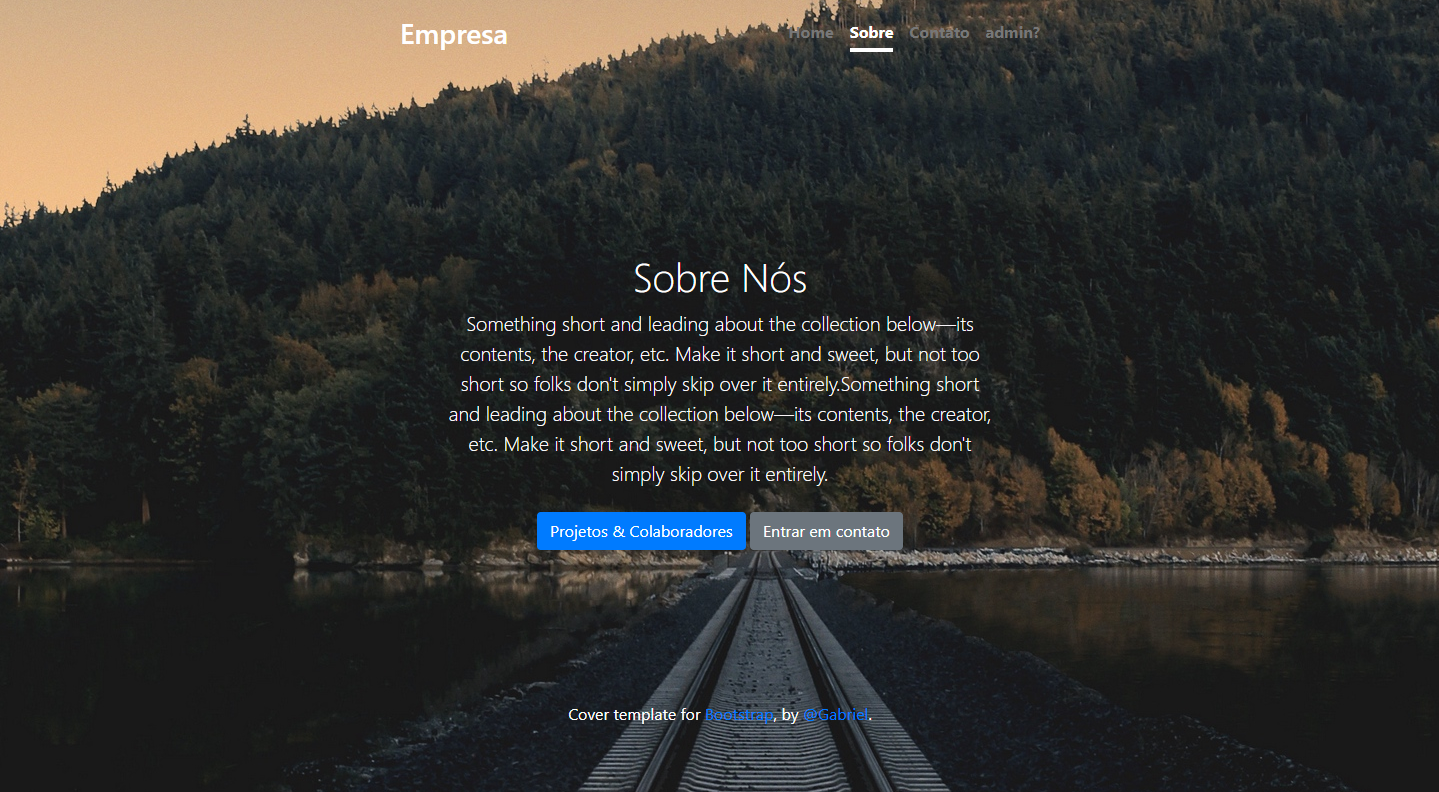 Empresa
Home Sobre Contato admin?
Sobre Nós
Something short and leading about the collection below—its
contents, the creator, etc. Make it short and sweet, but not too
short so folks don't simply skip over it entirely.Something short
and leading about the collection below—its contents, the creator,
etc. Make it short and sweet, but not too short so folks don't
simply skip over it entirely.
Projetos & Colaboradores Entrar em contato
Cover template for Bootstrap, by @Gabriel.